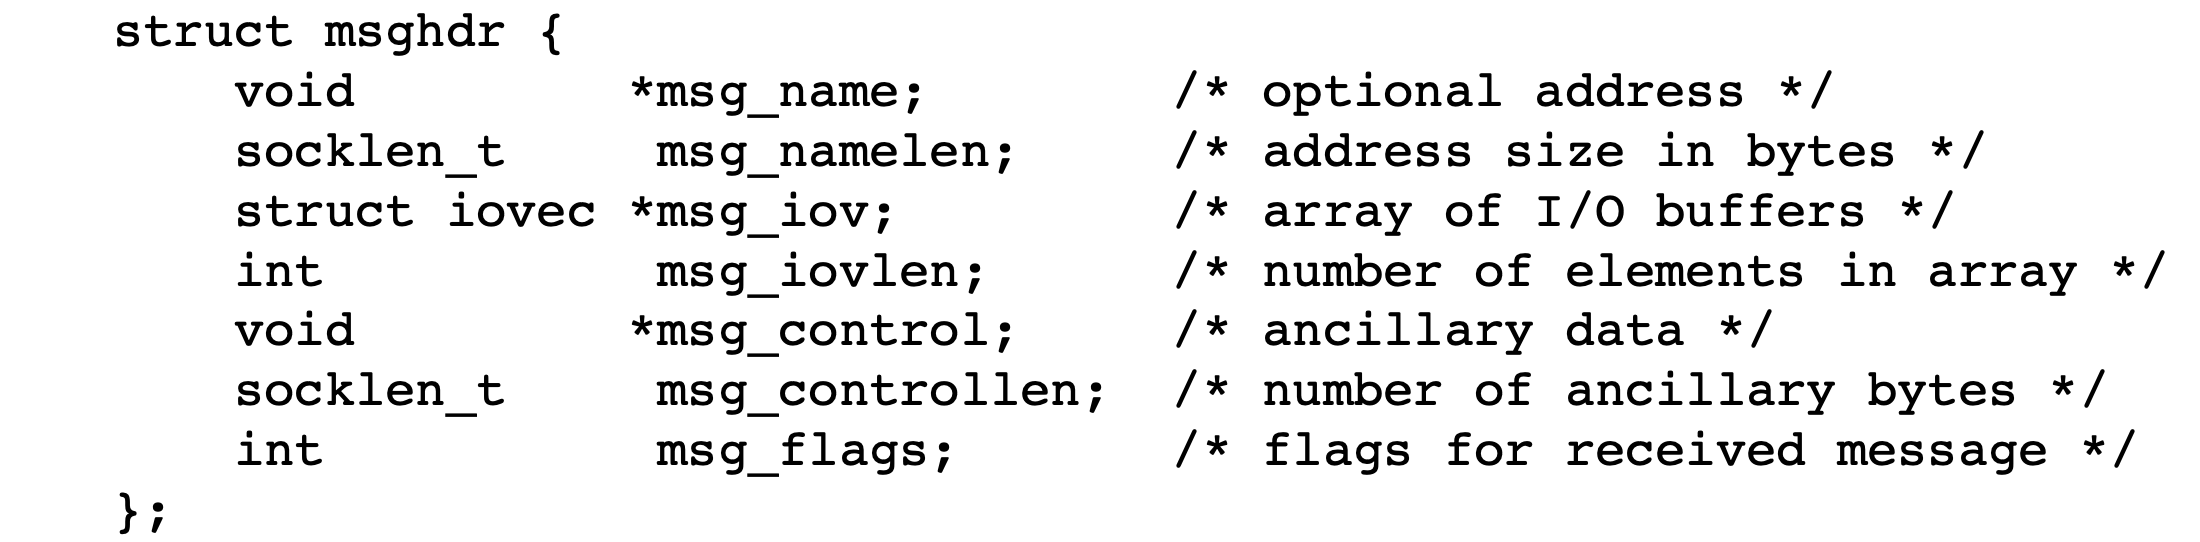 struct msghdr {
    void         *msg_name;        /* optional address */
    socklen_t     msg_namelen;     /* address size in bytes */
    struct iovec *msg_iov;         /* array of I/O buffers */
    int           msg_iovlen;      /* number of elements in array */
    void         *msg_control;     /* ancillary data */
    socklen_t     msg_controllen;  /* number of ancillary bytes */
    int           msg_flags;       /* flags for received message */
};